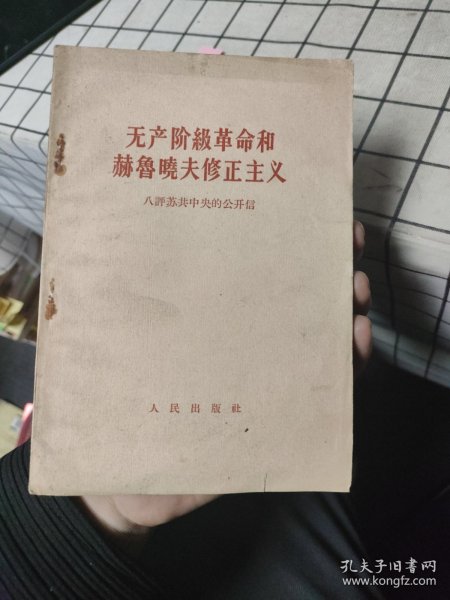 无产阶級革命和
赫魯曉夫修正主义
八評苏共中央的公开信
人民出版社
孔夫子旧书网
www.kongfz.com